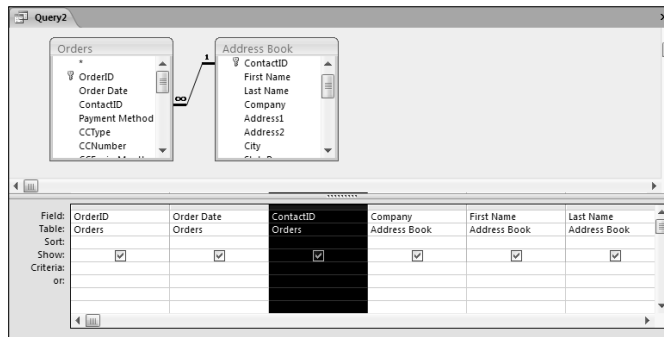 Query2
Orders
*
OrderID
Order Date
ContactID
Payment Method
CCType
CCNumber
1
∞
Address Book
ContactID
First Name
Last Name
Company
Address1
Address2
City
Field: OrderID Order Date ContactID Company First Name Last Name
Table: Orders Orders Orders Address Book Address Book Address Book
Sort:
Show:
Criteria:
or: